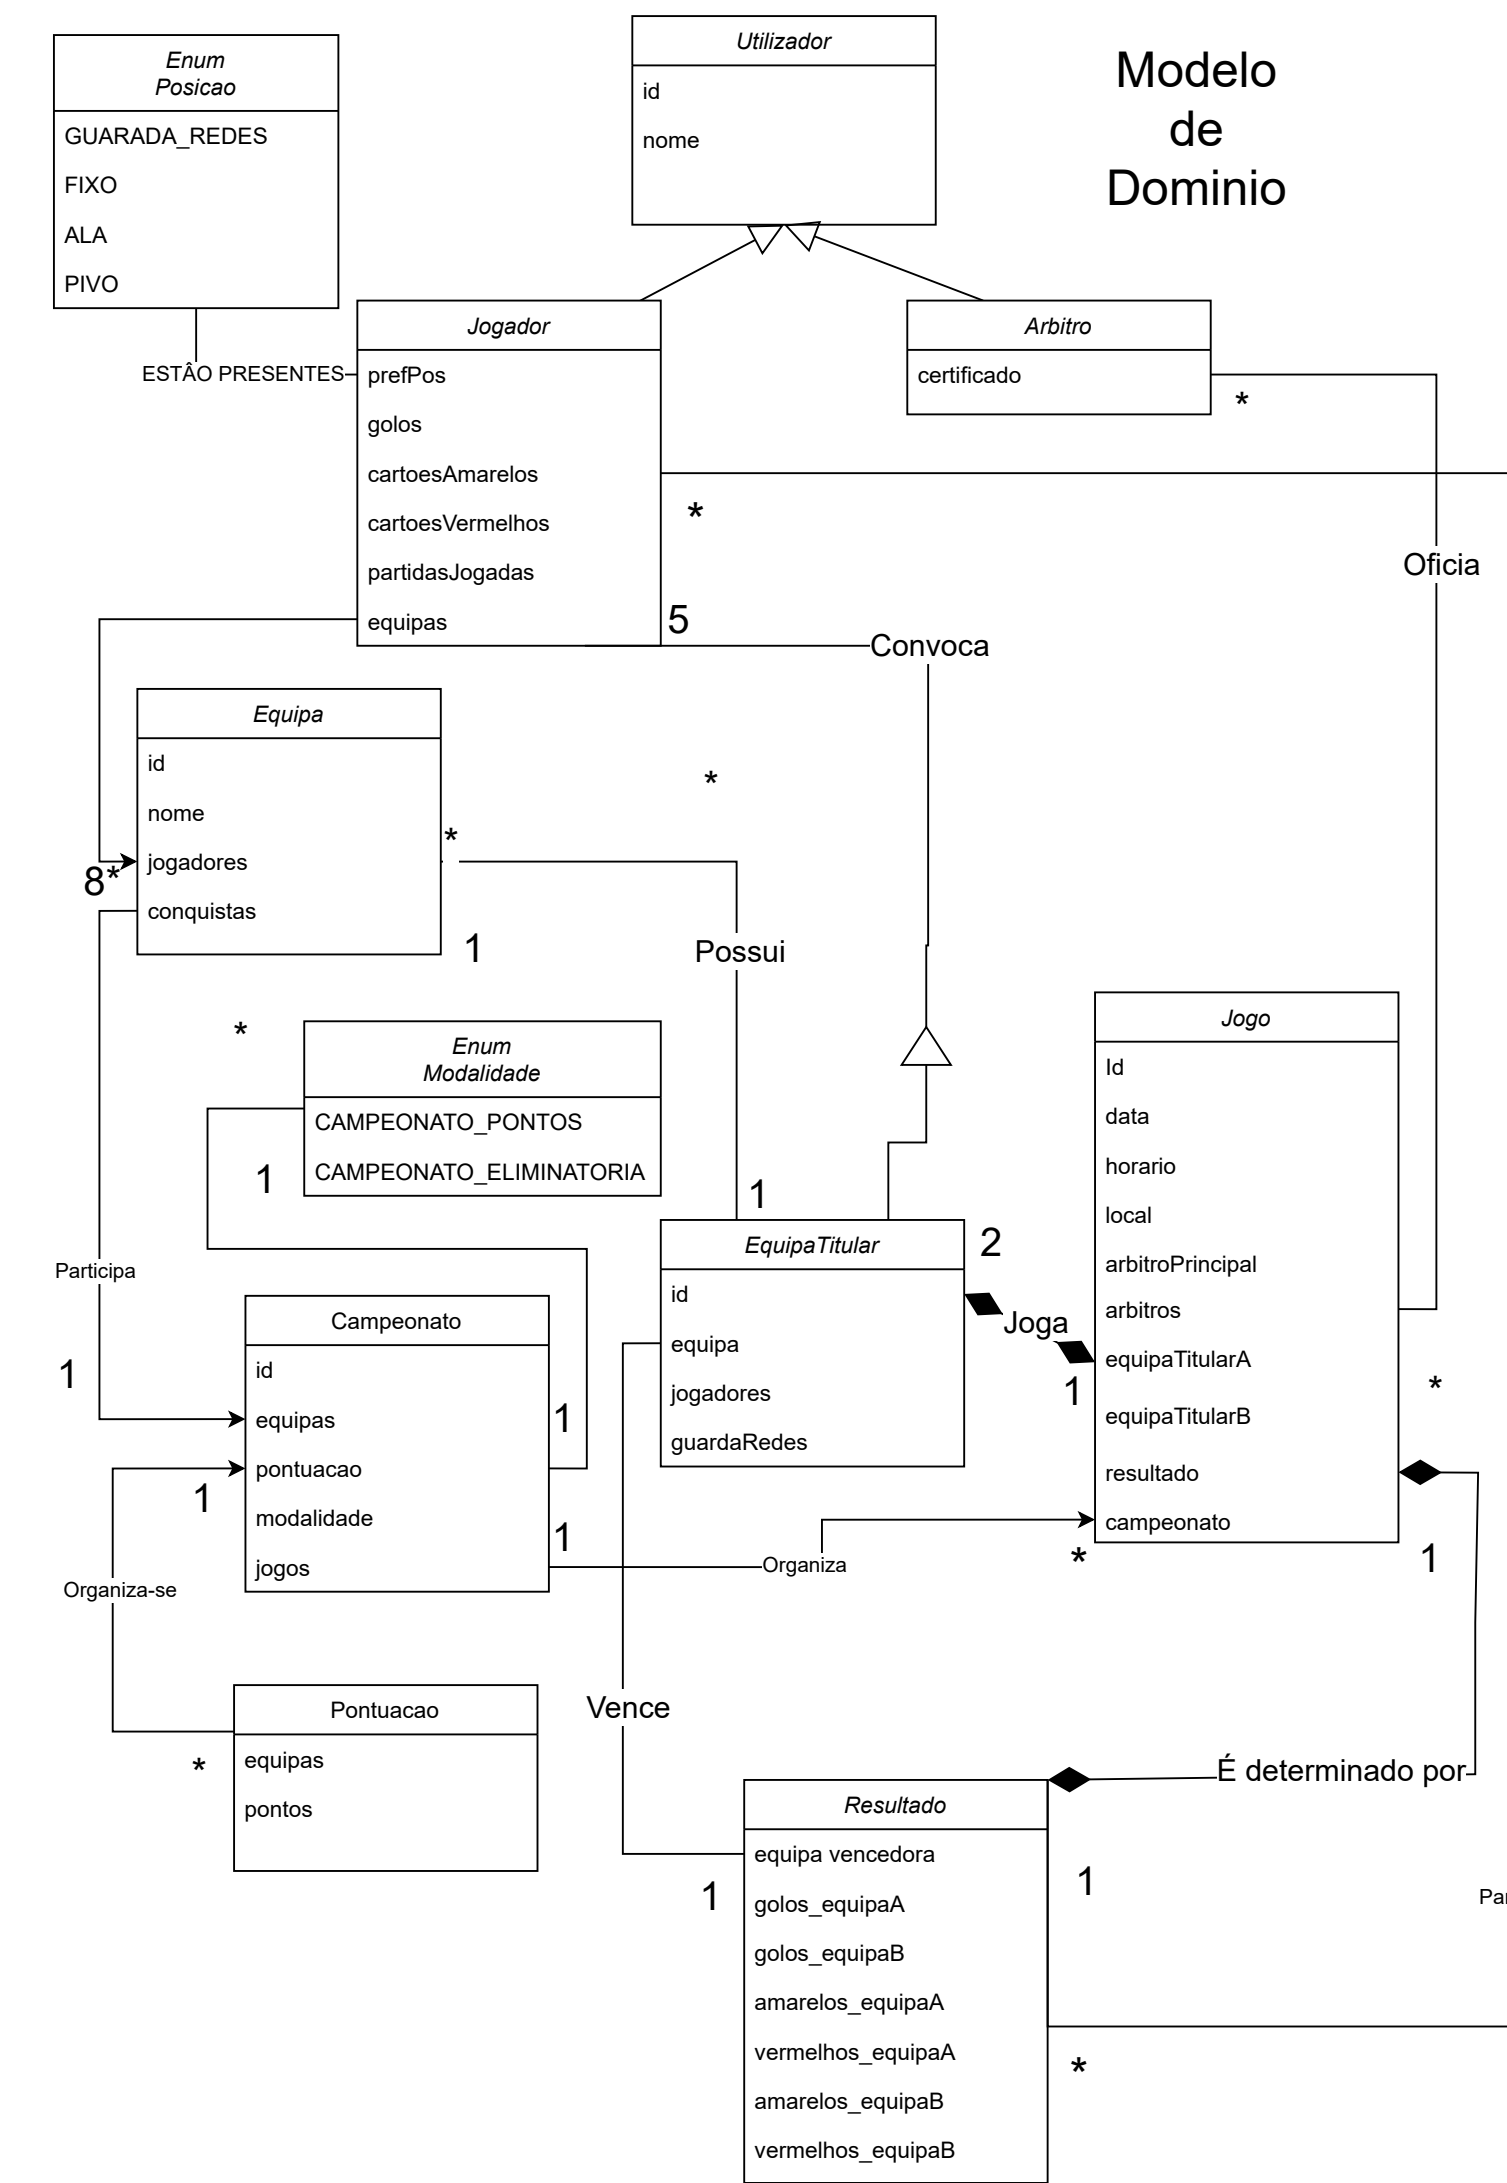 Enum
Posicao
GUARADA_REDES
FIXO
ALA
PIVO
Utilizador
id
nome
Modelo
de
Dominio
ESTÂO PRESENTES
Jogador
prefPos
golos
cartoesAmarelos
cartoesVermelhos
partidasJogadas
equipas
Arbitro
certificado
*
*
5
Convoca
Oficia
Equipa
id
nome
jogadores
conquistas
8*
*
*
1
Possui
*
Enum
Modalidade
CAMPEONATO_PONTOS
CAMPEONATO_ELIMINATORIA
1
Participa
1
1
2
EquipaTitular
id
equipa
jogadores
guardaRedes
Joga
1
Jogo
Id
data
horario
local
arbitroPrincipal
arbitros
equipaTitularA
equipaTitularB
resultado
campeonato
*
1
Campeonato
id
equipas
pontuacao
modalidade
jogos
1
1
1
Organiza
*
Organiza-se
Pontuacao
equipas
pontos
*
Vence
É determinado por
Resultado
equipa vencedora
golos_equipaA
golos_equipaB
amarelos_equipaA
vermelhos_equipaA
amarelos_equipaB
vermelhos_equipaB
1
1
*